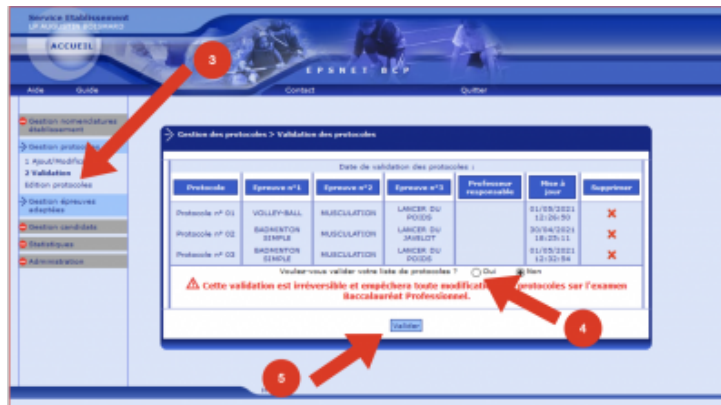 Service Etablissement
LP AUGUSTIN BOISMARD
ACCUEIL
3
EPSNET BCP
Aide Guide Contact Quitter
Gestion nomenclatures
établissement
Gestion protocoles
1 Ajout/Modific
2 Validation
Edition protocoles
Gestion épreuves
adaptées
Gestion candidats
Statistiques
Administration
Gestion des protocoles > Validation des protocoles
Date de validation des protocoles :
Protocole Epreuve n°1 Epreuve n°2 Epreuve n°3 Professeur responsable Mise à jour Supprimer
Protocole n° 01 VOLLEY-BALL MUSCULATION LANCER DU POIDS 01/05/2021 12:26:50
Protocole n° 02 BADMINTON SIMPLE MUSCULATION LANCER DU JAVELOT 30/04/2021 18:25:11
Protocole n° 03 BADMINTON SIMPLE MUSCULATION LANCER DU POIDS 01/05/2021 12:32:54
Voulez-vous valider votre liste de protocoles ? Oui Non
Cette validation est irréversible et empêchera toute modification protocoles sur l'examen
Baccalauréat Professionnel.
4
Valider
5